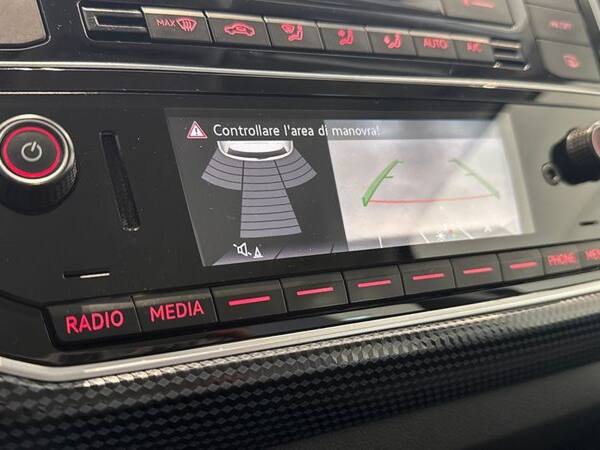 MAX
AUTO
A/C
Controllare l'area di manovra!
RADIO
MEDIA
PHONE